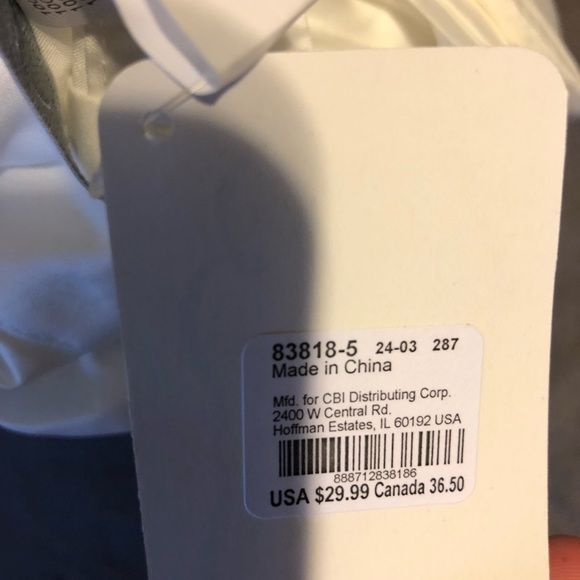 83818-5 24-03 287
Made in China
Mfd. for CBI Distributing Corp.
2400 W Central Rd.
Hoffman Estates, IL 60192 USA
888712838186
USA $29.99 Canada 36.50